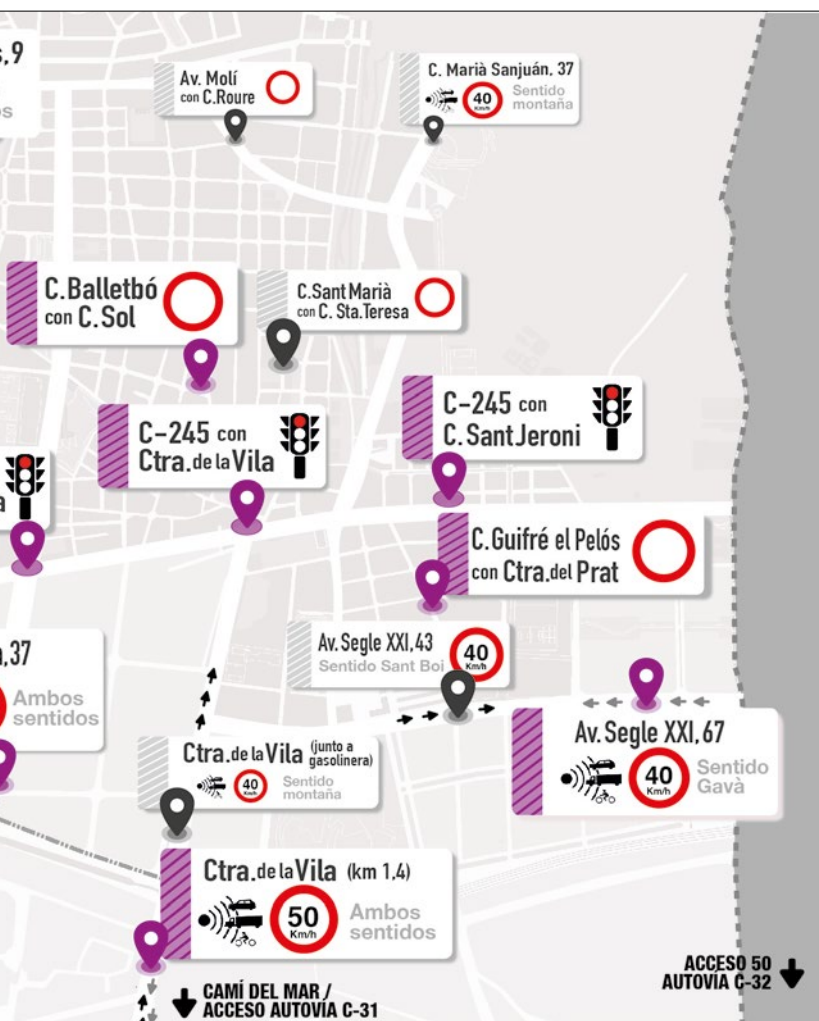 ,9
os
Av. Molí
con C.Roure
C. Marià Sanjuán, 37
40
Km/h
Sentido
montaña
C.Balletbó
con C.Sol
C.Sant Marià
con C. Sta.Teresa
C-245 con
Ctra.de la Vila
C-245 con
C.Sant Jeroni
a
C.Guifré el Pelós
con Ctra.del Prat
,37
Ambos
sentidos
Av.Segle XXI,43
Sentido Sant Boi
40
Km/h
Av.Segle XXI,67
40
Km/h
Sentido
Gavà
Ctra.de la Vila (junto a
gasolinera)
40
Km/h
Sentido
montaña
Ctra.de la Vila (km 1,4)
50
Km/h
Ambos
sentidos
CAMÍ DEL MAR /
ACCESO AUTOVÍA C-31
ACCESO 50
AUTOVÍA C-32